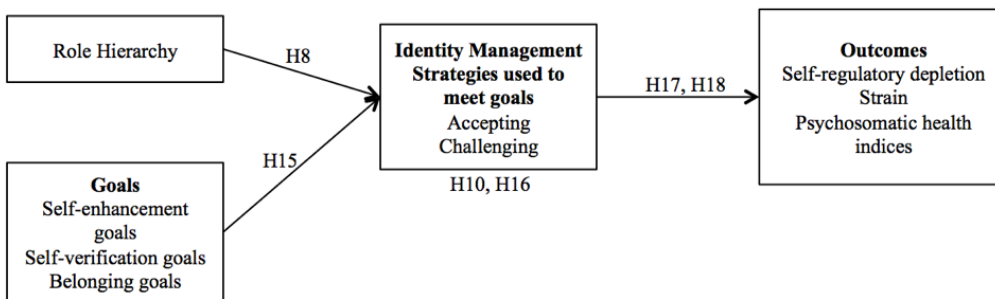 Role Hierarchy
H8
Identity Management
Strategies used to
meet goals
Accepting
Challenging
H10, H16
H17, H18
Outcomes
Self-regulatory depletion
Strain
Psychosomatic health
indices
H15
Goals
Self-enhancement
goals
Self-verification goals
Belonging goals